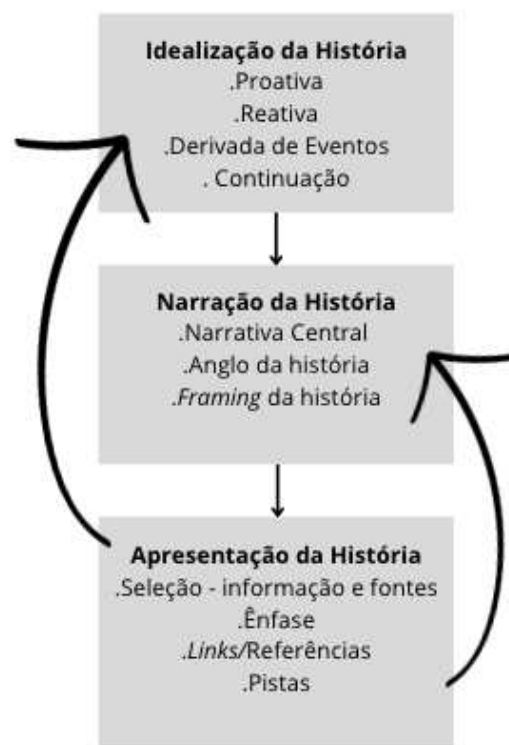 Idealização da História
.Proativa
.Reativa
.Derivada de Eventos
. Continuação
Narração da História
.Narrativa Central
.Anglo da história
.Framing da história
Apresentação da História
.Seleção - informação e fontes
.Ênfase
.Links/Referências
.Pistas